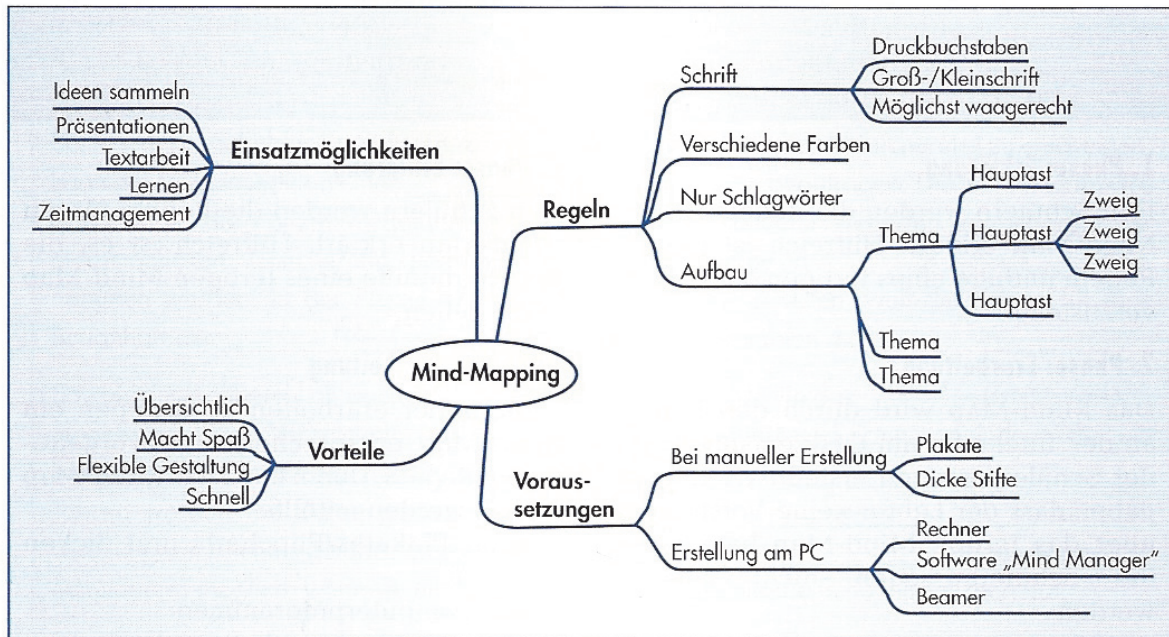 Mind-Mapping
Einsatzmöglichkeiten
Ideen sammeln
Präsentationen
Textarbeit
Lernen
Zeitmanagement
Regeln
Schrift
Druckbuchstaben
Groß-/Kleinschrift
Möglichst waagerecht
Verschiedene Farben
Nur Schlagwörter
Aufbau
Thema
Hauptast
Hauptast
Zweig
Zweig
Zweig
Hauptast
Thema
Thema
Vorteile
Übersichtlich
Macht Spaß
Flexible Gestaltung
Schnell
Voraus-
setzungen
Bei manueller Erstellung
Plakate
Dicke Stifte
Erstellung am PC
Rechner
Software „Mind Manager“
Beamer